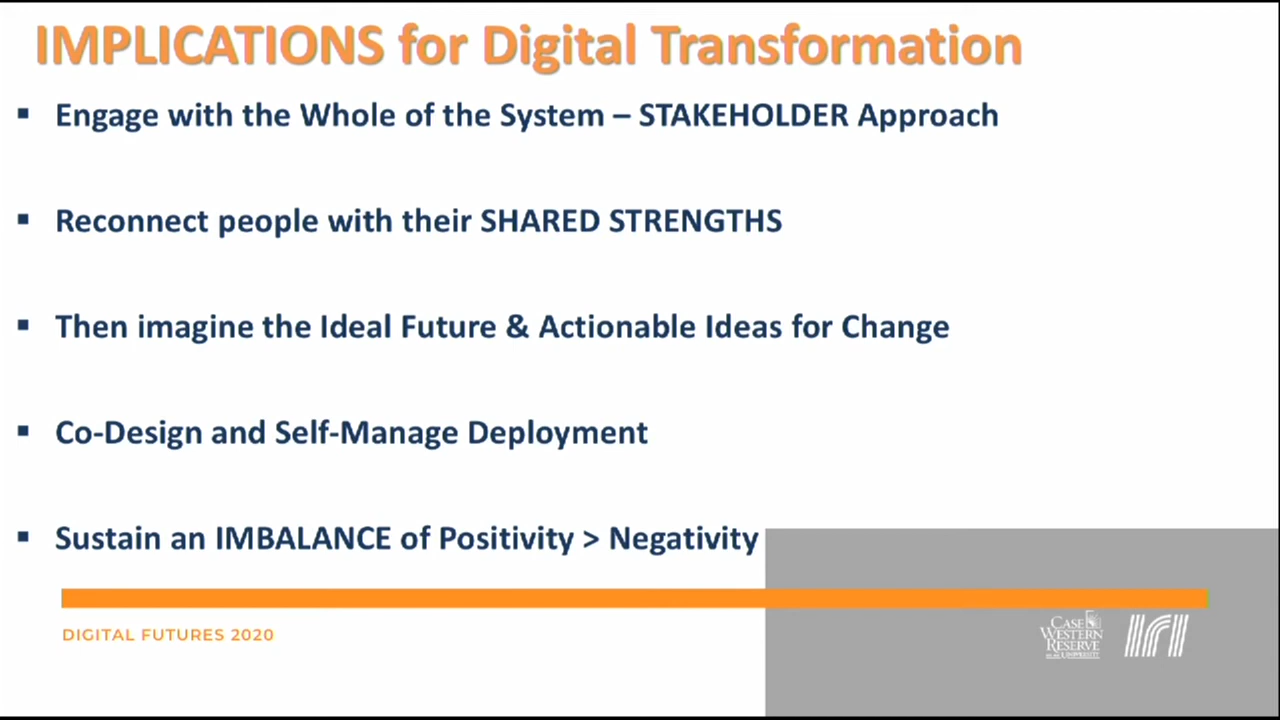 IMPLICATIONS for Digital Transformation
▪ Engage with the Whole of the System – STAKEHOLDER Approach
▪ Reconnect people with their SHARED STRENGTHS
▪ Then imagine the Ideal Future & Actionable Ideas for Change
▪ Co-Design and Self-Manage Deployment
▪ Sustain an IMBALANCE of Positivity > Negativity
DIGITAL FUTURES 2020
CASE
WESTERN
RESERVE
UNIVERSITY